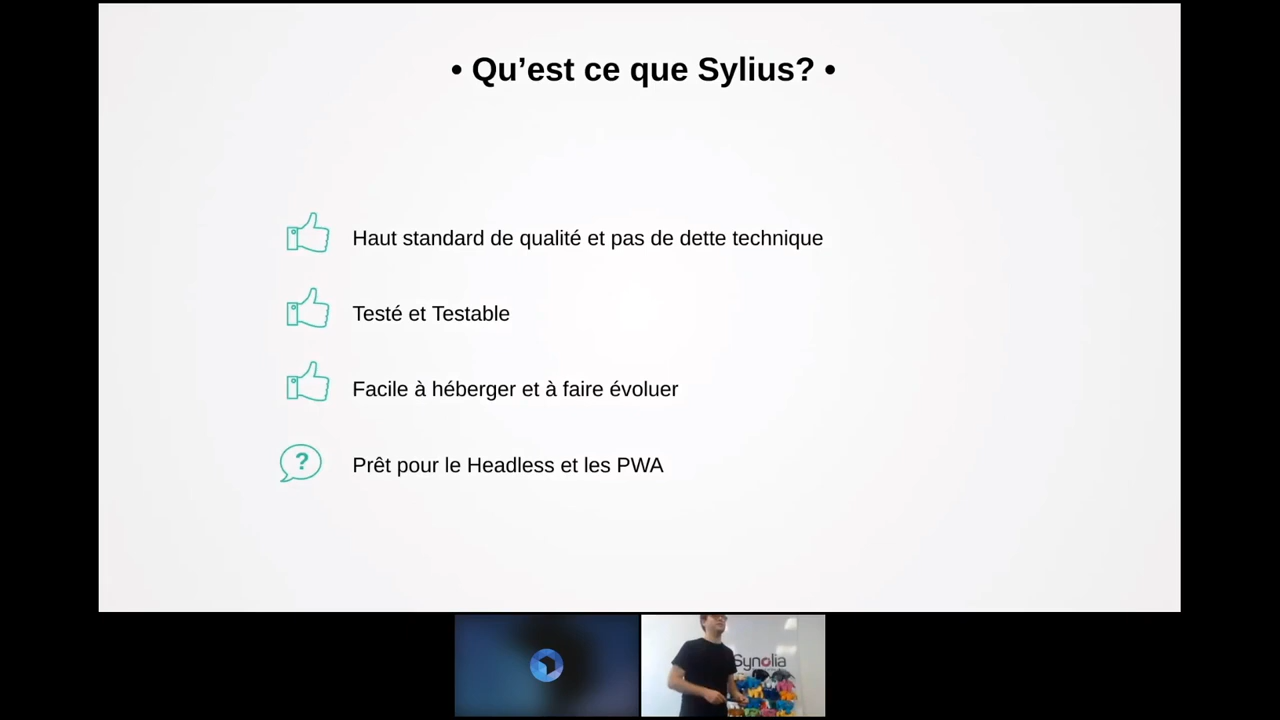 • Qu’est ce que Sylius? •
Haut standard de qualité et pas de dette technique
Testé et Testable
Facile à héberger et à faire évoluer
?
Prêt pour le Headless et les PWA
Synolia